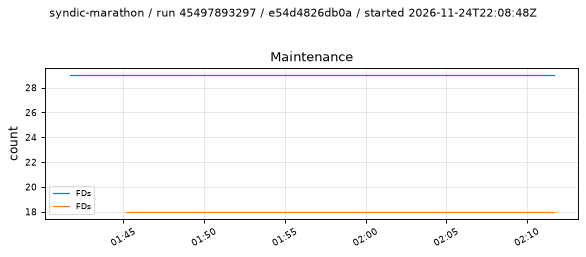 syndic-marathon / run 45497893297 / e54d4826db0a / started 2026-11-24T22:08:48Z
Maintenance
count
28
26
24
22
20
18
FDs
FDs
01:45
01:50
01:55
02:00
02:05
02:10